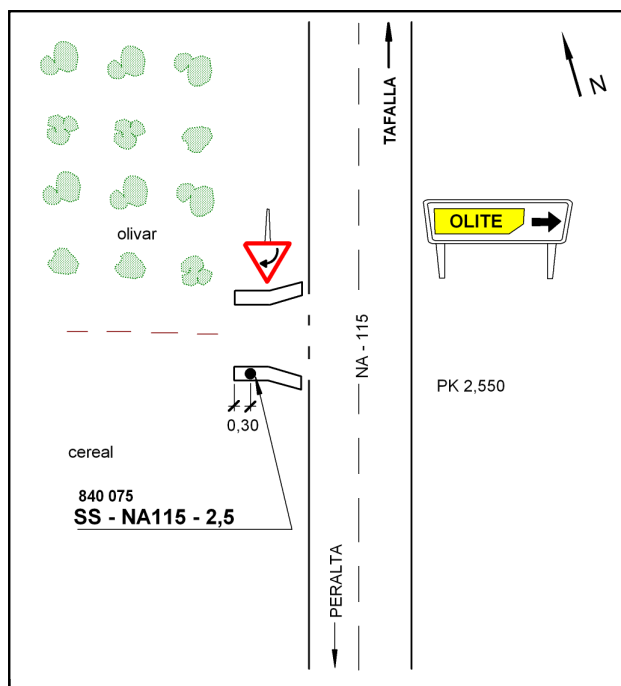 TAFALLA
N
OLITE
olivar
NA - 115
PK 2,550
0,30
cereal
840 075
SS - NA115 - 2,5
PERALTA